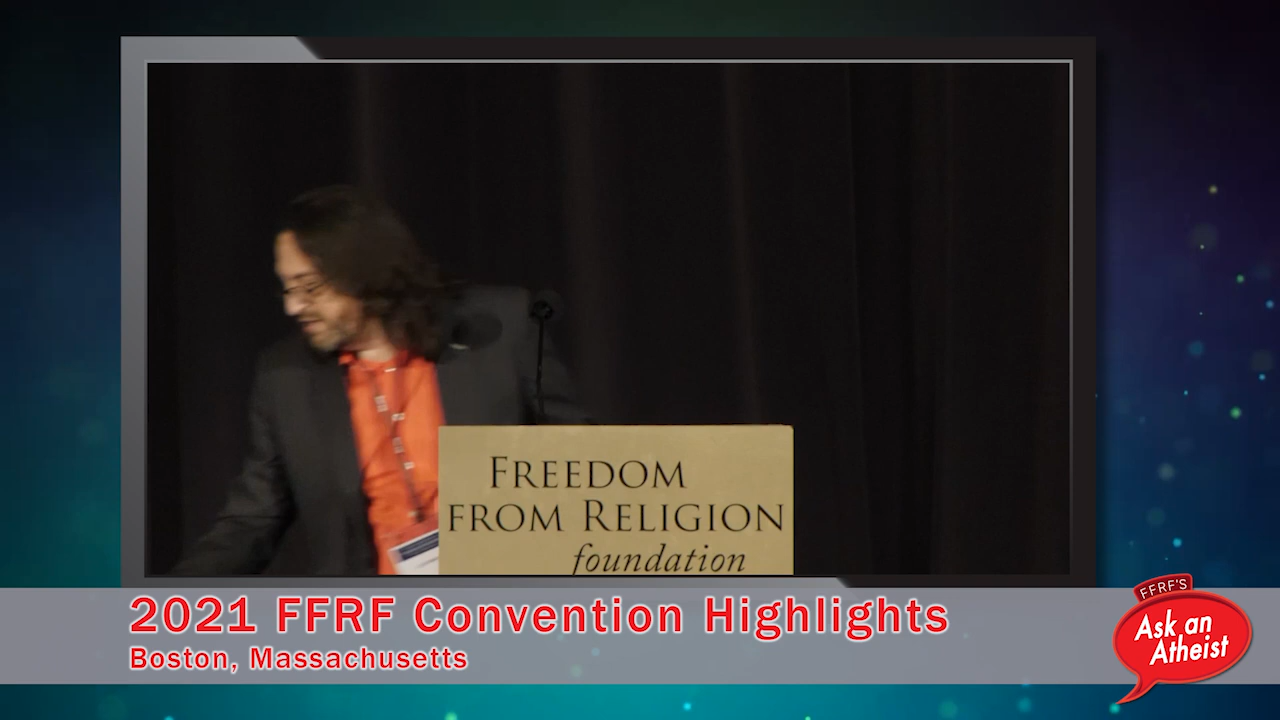 FREEDOM
FROM RELIGION
foundation
2021 FFRF Convention Highlights
Boston, Massachusetts
FFRF'S
Ask an
Atheist